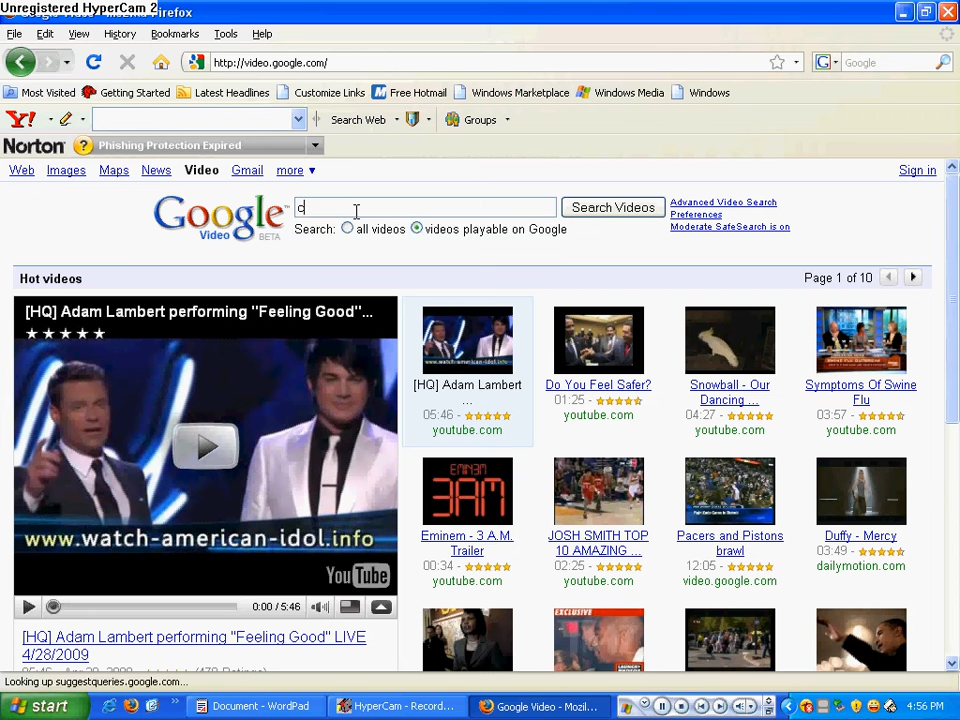 Unregistered HyperCam 2
Firefox
File Edit View History Bookmarks Tools Help
http://video.google.com/
G Google
Most Visited Getting Started Latest Headlines Customize Links Free Hotmail Windows Marketplace Windows Media Windows
Y! Search Web Groups
Norton ? Phishing Protection Expired
Web Images Maps News Video Gmail more ▼ Sign in
Google™ Video BETA
c
Search Videos
Advanced Video Search
Preferences
Moderate SafeSearch is on
Search: all videos videos playable on Google
Hot videos Page 1 of 10
[HQ] Adam Lambert performing "Feeling Good"...
www.watch-american-idol.info
YouTube
0:00 / 5:46
[HQ] Adam Lambert performing "Feeling Good" LIVE
4/28/2009
[HQ] Adam Lambert
...
05:46 -
youtube.com
Do You Feel Safer?
01:25 -
youtube.com
Snowball - Our
Dancing ...
04:27 -
youtube.com
Symptoms Of Swine
Flu
03:57 -
youtube.com
EMINEM
3AM
Eminem - 3 A.M.
Trailer
00:34 -
youtube.com
JOSH SMITH TOP
10 AMAZING ...
02:25 -
youtube.com
Pacers and Pistons
brawl
12:05 -
video.google.com
Duffy - Mercy
03:49 -
dailymotion.com
EXCLUSIVE
Looking up suggestqueries.google.com...
start Document - WordPad HyperCam - Record... Google Video - Mozil... 4:56 PM